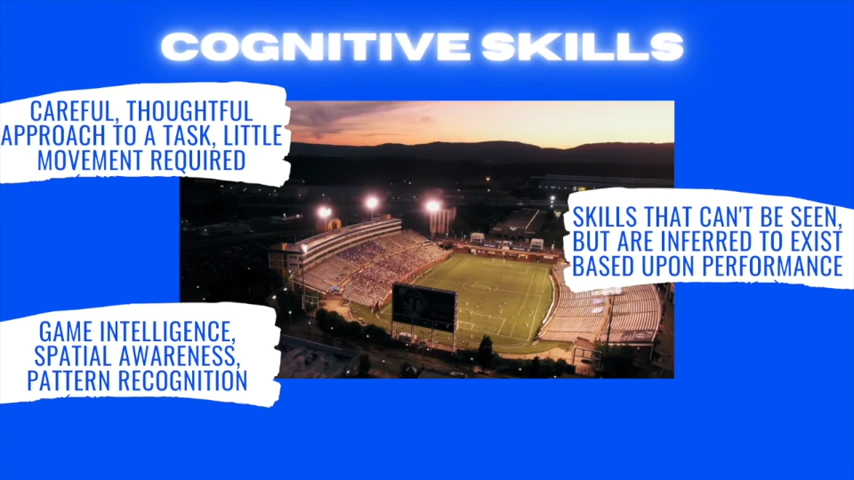 COGNITIVE SKILLS
CAREFUL, THOUGHTFUL
APPROACH TO A TASK, LITTLE
MOVEMENT REQUIRED
SKILLS THAT CAN'T BE SEEN,
BUT ARE INFERRED TO EXIST
BASED UPON PERFORMANCE
GAME INTELLIGENCE,
SPATIAL AWARENESS,
PATTERN RECOGNITION